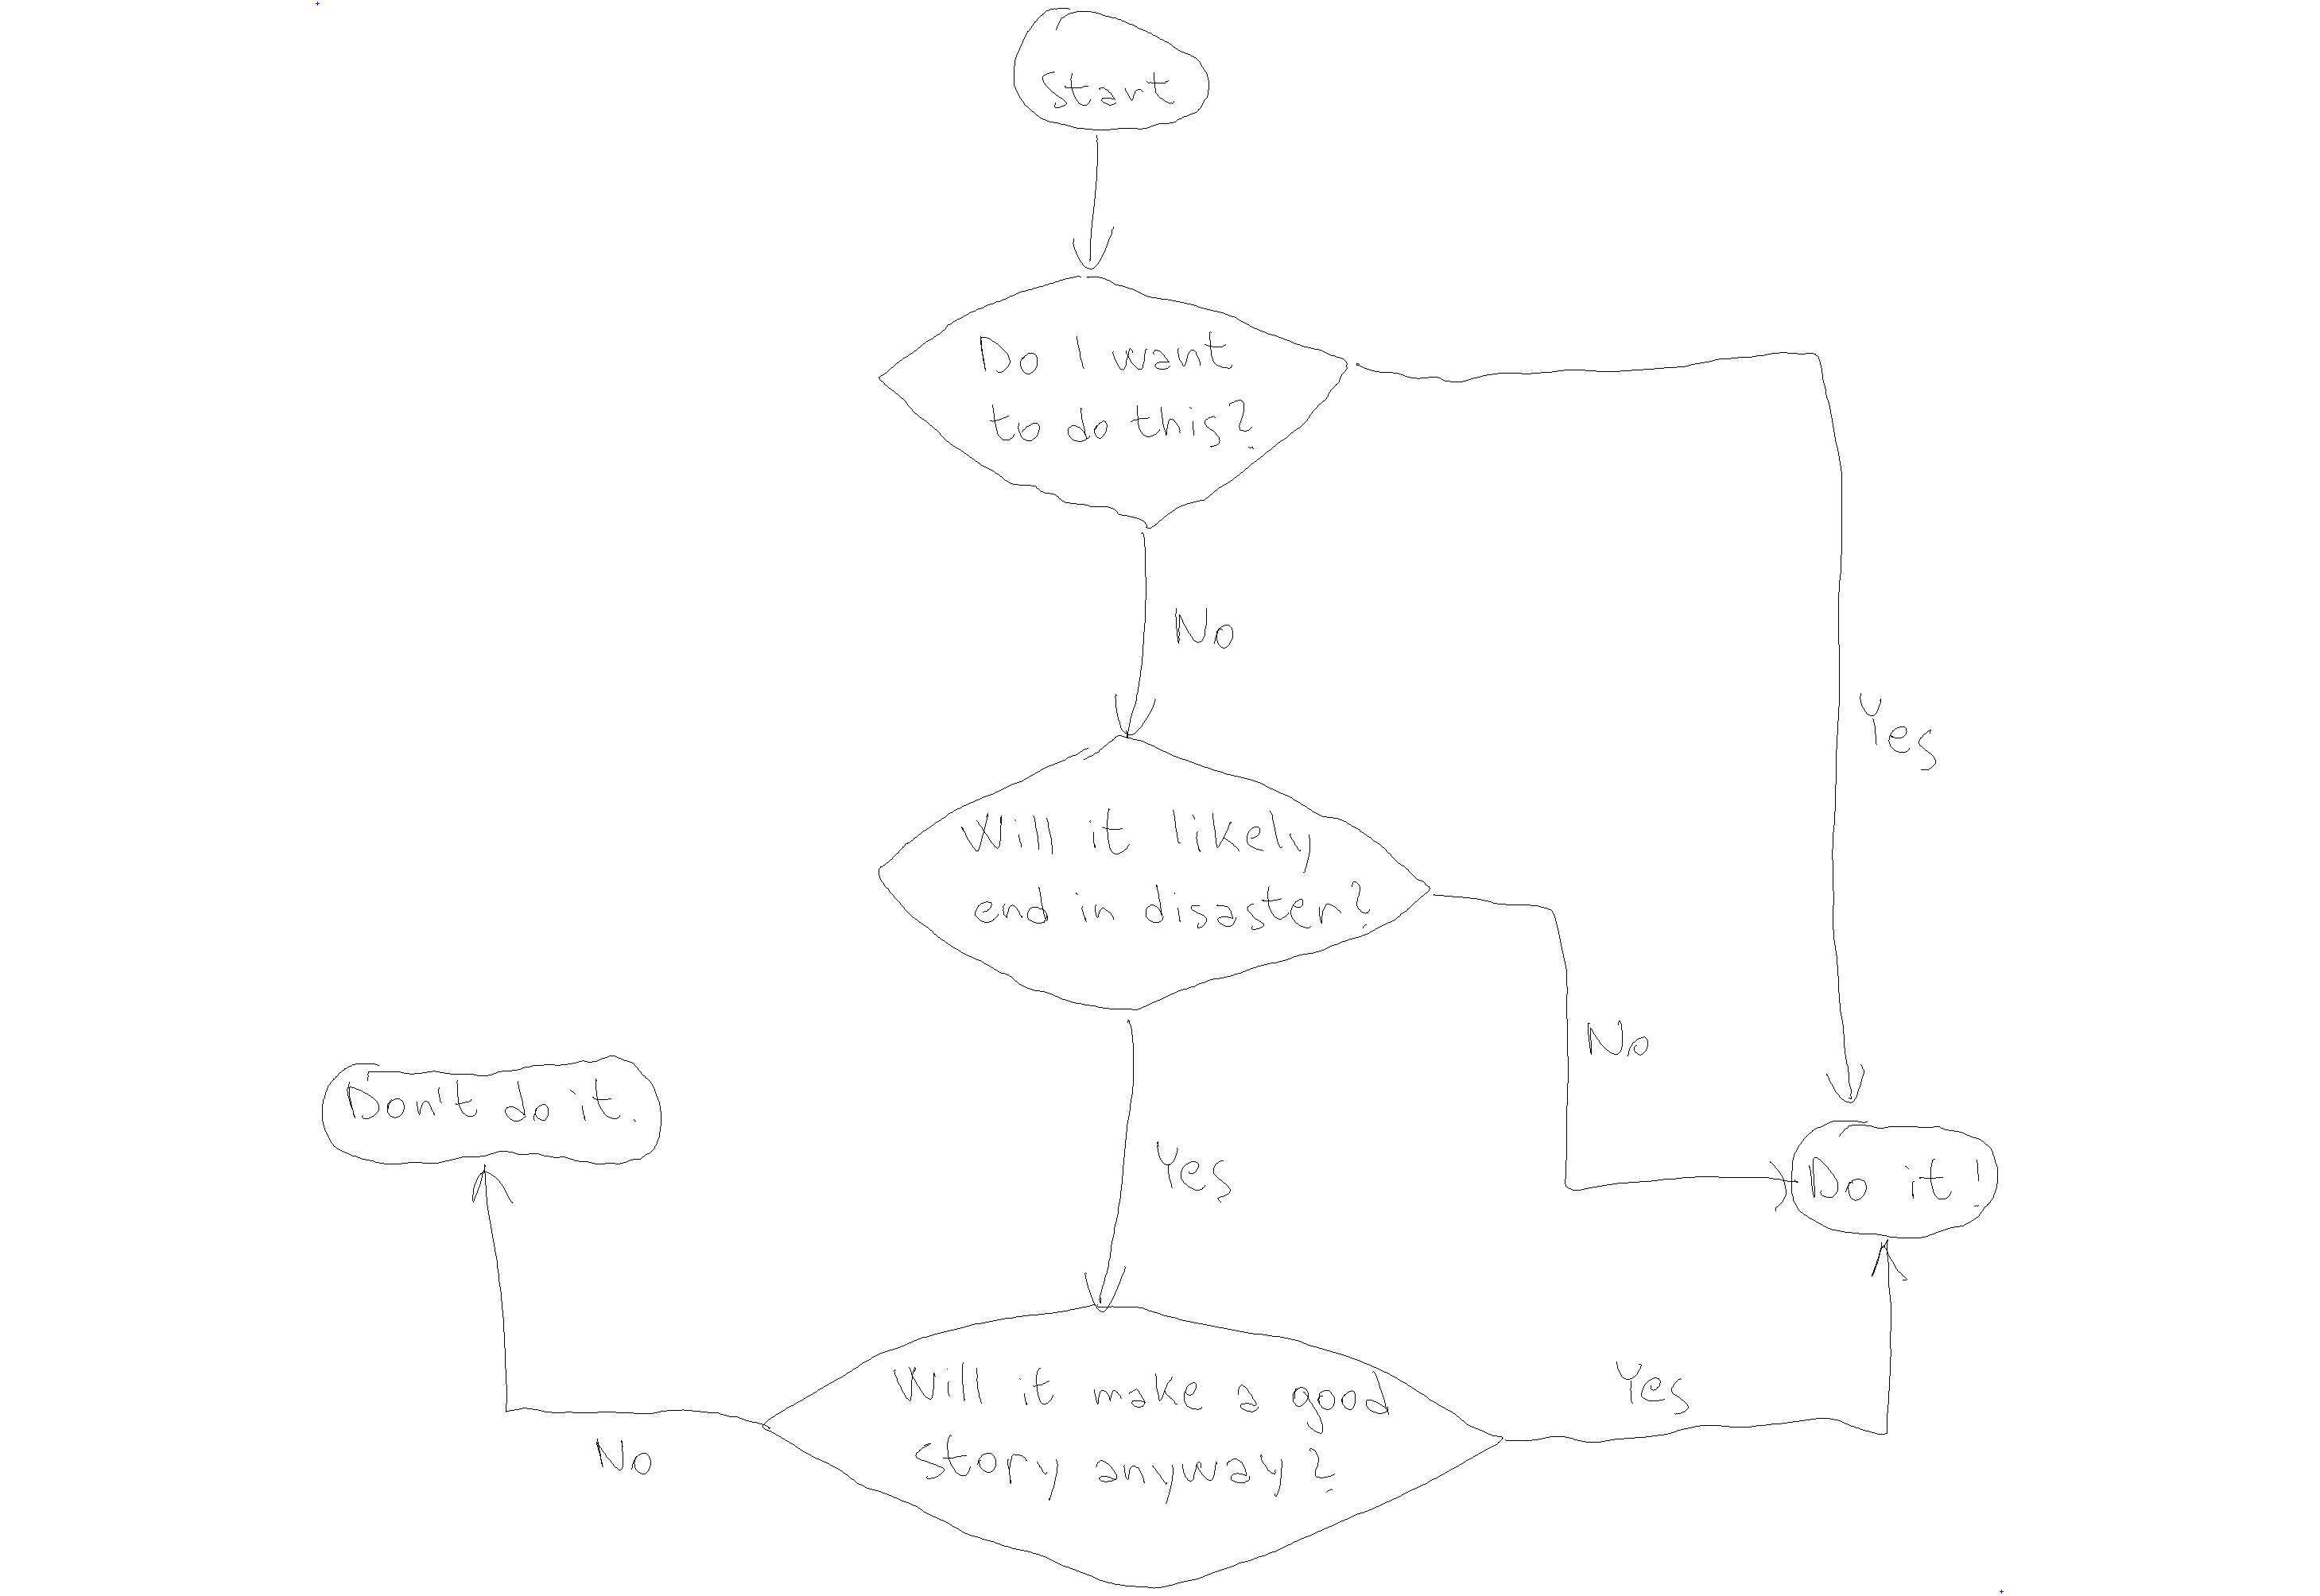 Start
Do I want
to do this?
No
Yes
Will it likely
end in disaster?
No
Don't do it.
Yes
Do it!
Will it make a good
story anyway?
Yes
No